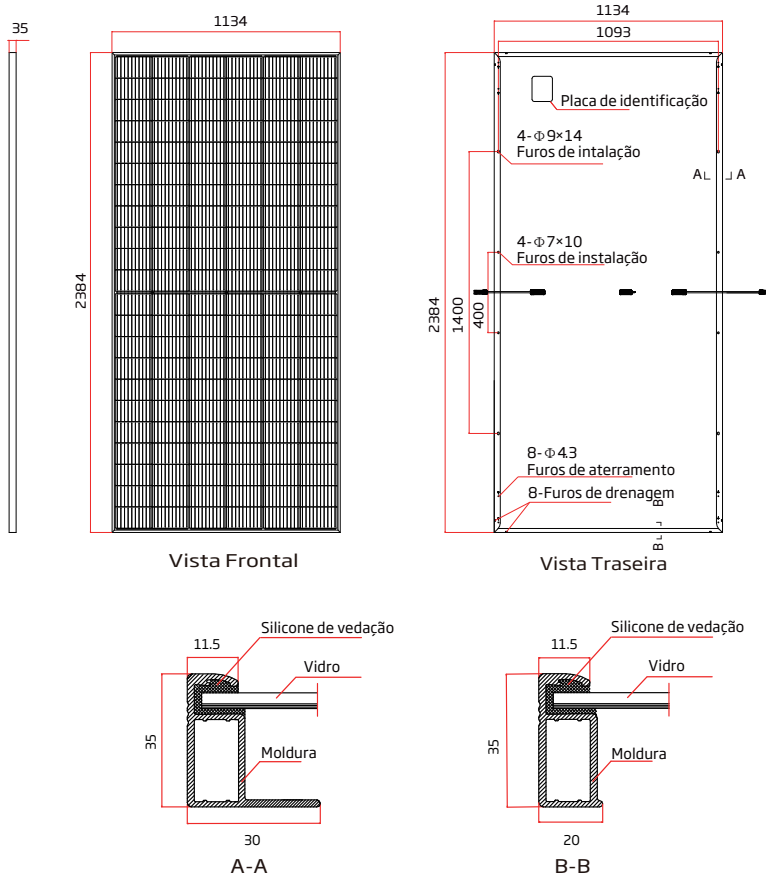 35
1134
2384
Vista Frontal
1134
1093
Placa de identificação
4-Φ9×14
Furos de intalação
A
A
4-Φ7×10
Furos de instalação
2384
1400
400
8-Φ4.3
Furos de aterramento
8-Furos de drenagem
B
B
Vista Traseira
Silicone de vedação
11.5
Vidro
35
Moldura
30
A-A
Silicone de vedação
11.5
Vidro
35
Moldura
20
B-B